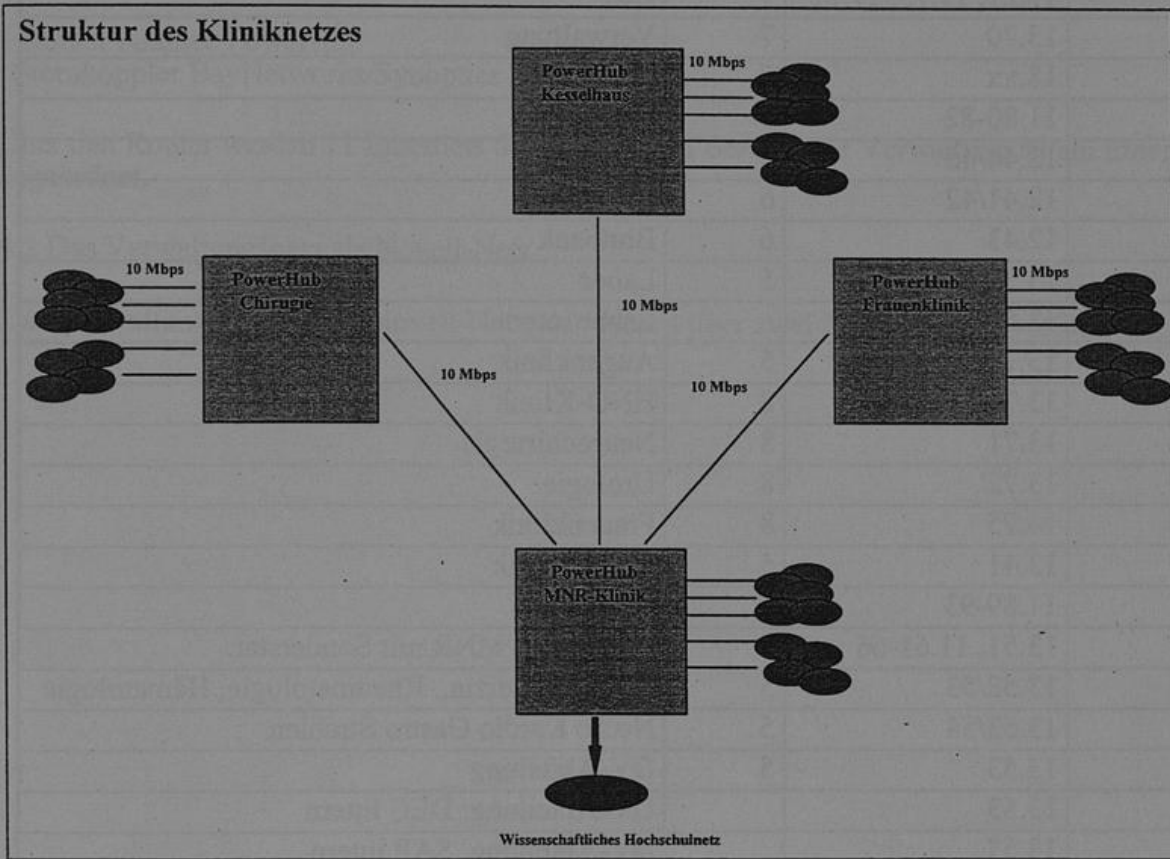 Struktur des Kliniknetzes
PowerHub
Kesselhaus
10 Mbps
10 Mbps
PowerHub
Chirugie
10 Mbps
PowerHub
Frauenklinik
10 Mbps
10 Mbps
10 Mbps
PowerHub
MNR-Klinik
Wissenschaftliches Hochschulnetz